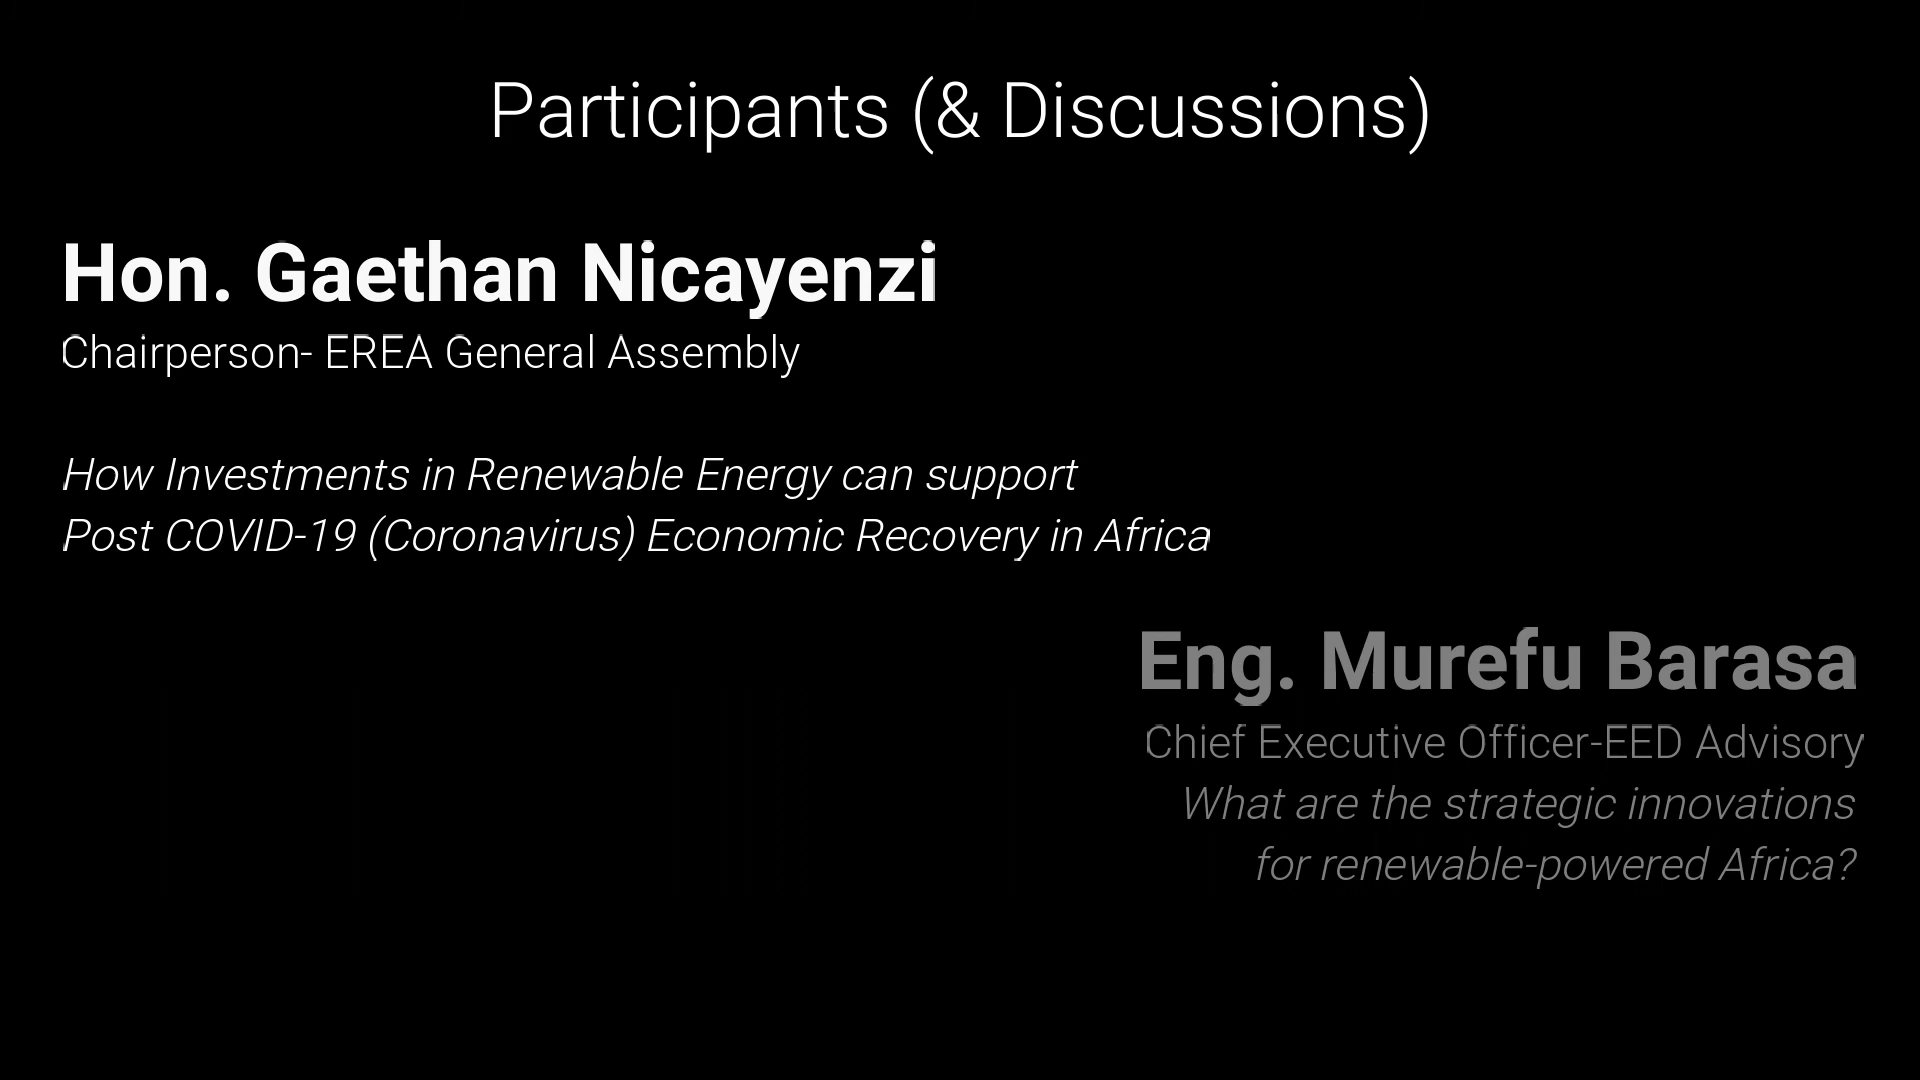 Participants (& Discussions)
Hon. Gaethan Nicayenzi
Chairperson- EREA General Assembly
How Investments in Renewable Energy can support
Post COVID-19 (Coronavirus) Economic Recovery in Africa
Eng. Murefu Barasa
Chief Executive Officer-EED Advisory
What are the strategic innovations
for renewable-powered Africa?